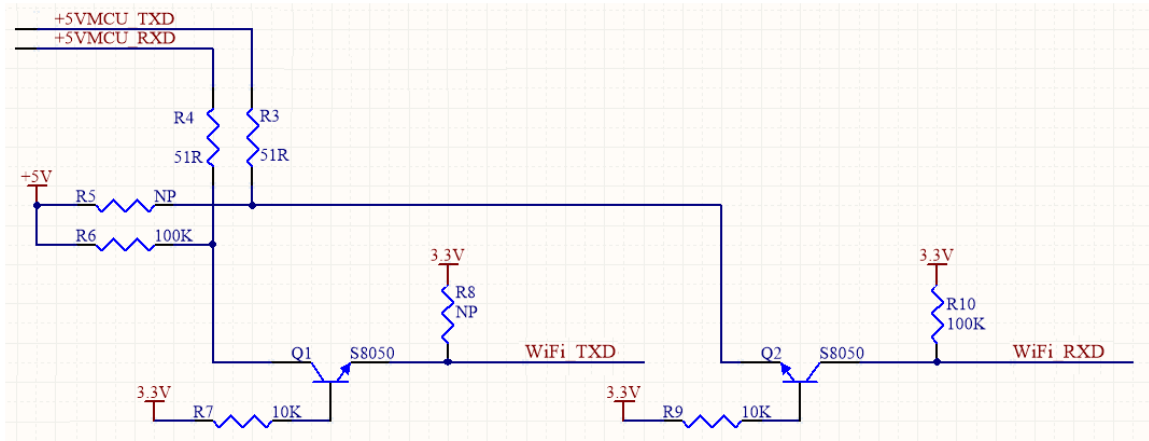 +5VMCU_TXD
+5VMCU_RXD
R4
R3
51R
51R
+5V
R5
NP
R6
100K
3.3V
3.3V
R8
NP
R10
100K
Q1
S8050
WiFi_TXD
Q2
S8050
WiFi_RXD
3.3V
3.3V
R7
10K
R9
10K